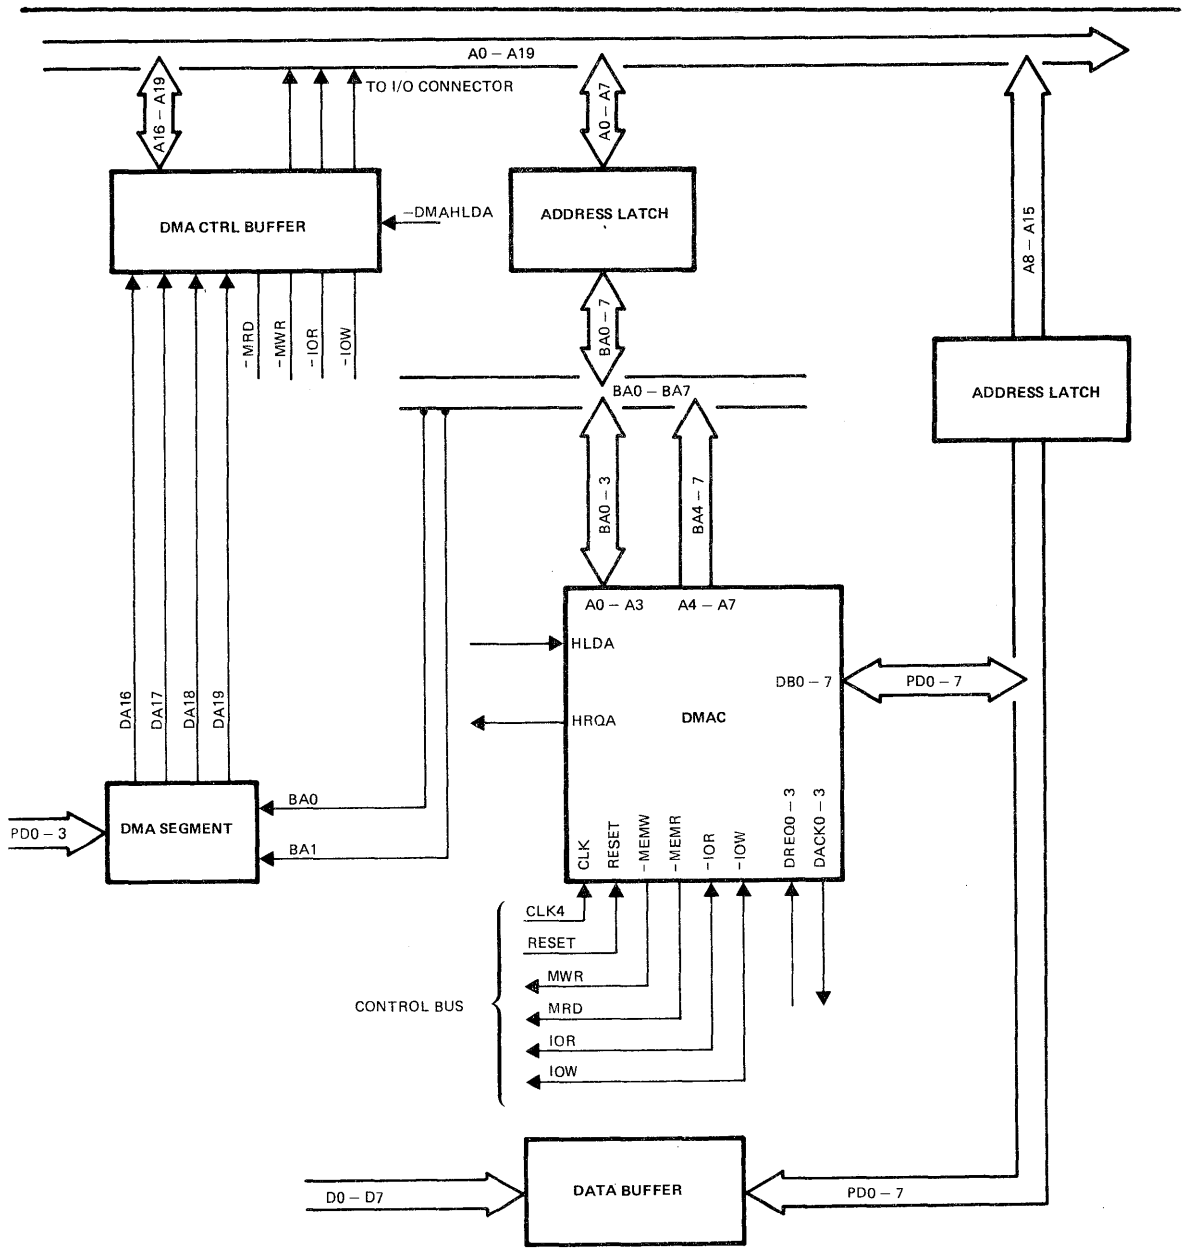 A0 – A19
TO I/O CONNECTOR
A16 – A19
A0 – A7
A8 – A15
DMA CTRL BUFFER
–DMAHLDA
ADDRESS LATCH
-MRD
-MWR
-IOR
-IOW
BA0 – 7
BA0 – BA7
ADDRESS LATCH
BA0 – 3
BA4 – 7
A0 – A3
A4 – A7
HLDA
DB0 – 7
PD0 – 7
HRQA
DMAC
DA16
DA17
DA18
DA19
BA0
PD0 – 3
DMA SEGMENT
BA1
CLK
RESET
-MEMW
-MEMR
-IOR
-IOW
DREQ0 – 3
DACK0 – 3
CLK4
RESET
MWR
CONTROL BUS
MRD
IOR
IOW
D0 – D7
DATA BUFFER
PD0 – 7